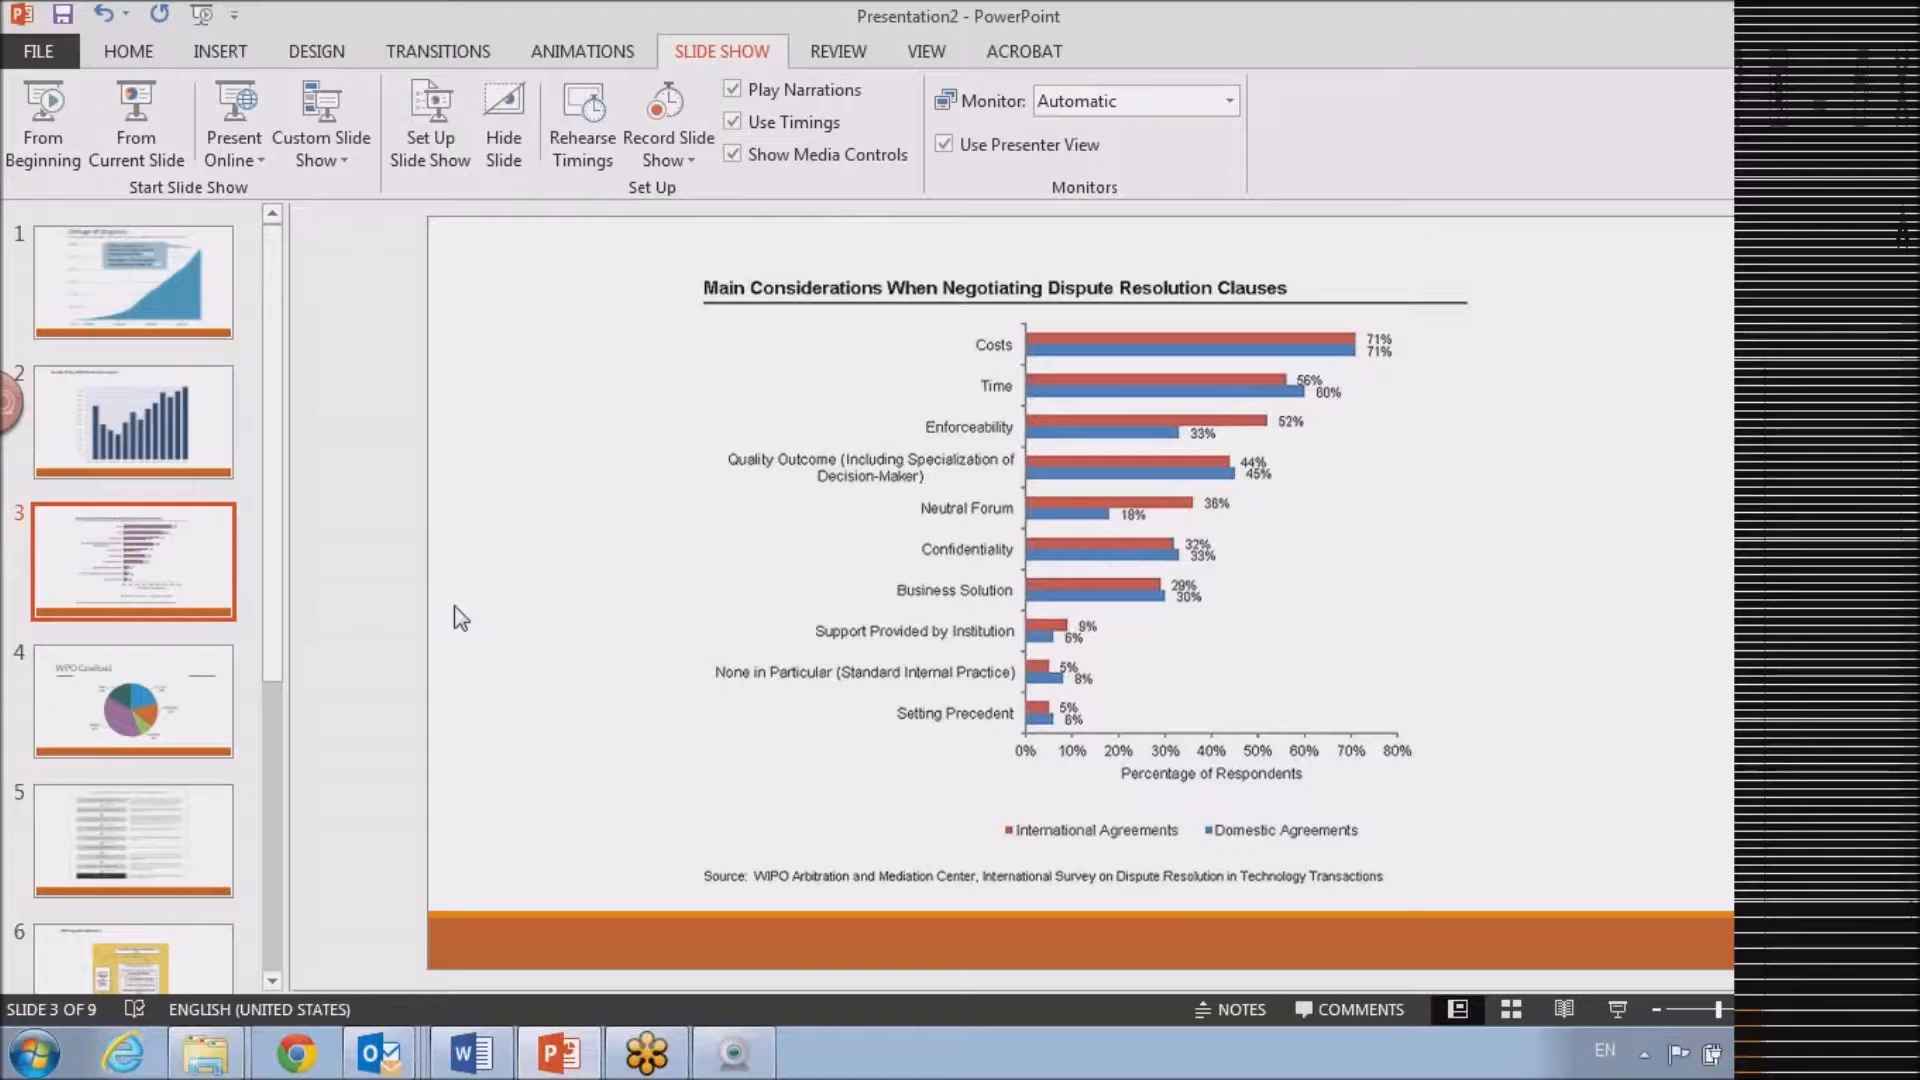 Presentation2 - PowerPoint
FILE HOME INSERT DESIGN TRANSITIONS ANIMATIONS SLIDE SHOW REVIEW VIEW ACROBAT
From Beginning
From Current Slide
Present Online
Custom Slide Show
Set Up Slide Show
Hide Slide
Rehearse Timings
Record Slide Show
Play Narrations
Use Timings
Show Media Controls
Monitor: Automatic
Use Presenter View
Start Slide Show
Set Up
Monitors
1
2
3
4
WIPO Caseload
5
6
Main Considerations When Negotiating Dispute Resolution Clauses
Costs 71%
71%
Time 56%
60%
Enforceability 52%
33%
Quality Outcome (Including Specialization of
Decision-Maker) 44%
45%
Neutral Forum 36%
18%
Confidentiality 32%
33%
Business Solution 29%
30%
Support Provided by Institution 9%
6%
None in Particular (Standard Internal Practice) 5%
8%
Setting Precedent 5%
6%
0% 10% 20% 30% 40% 50% 60% 70% 80%
Percentage of Respondents
International Agreements Domestic Agreements
Source: WIPO Arbitration and Mediation Center, International Survey on Dispute Resolution in Technology Transactions
SLIDE 3 OF 9 ENGLISH (UNITED STATES) NOTES COMMENTS
EN